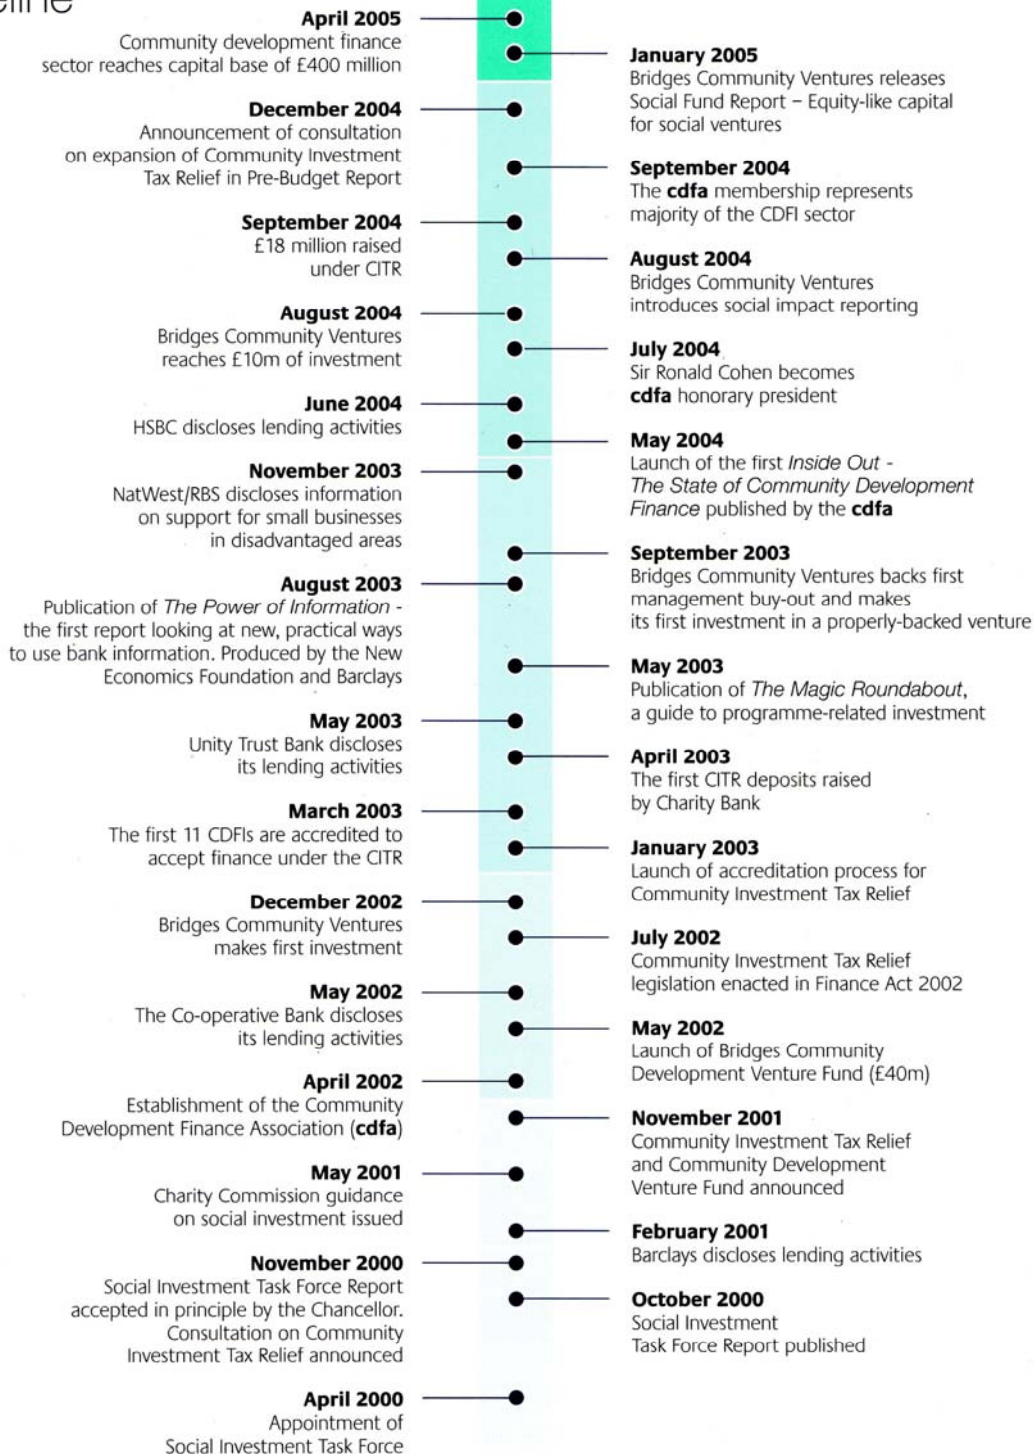 April 2005
Community development finance
sector reaches capital base of £400 million
January 2005
Bridges Community Ventures releases
Social Fund Report – Equity-like capital
for social ventures
December 2004
Announcement of consultation
on expansion of Community Investment
Tax Relief in Pre-Budget Report
September 2004
The cdfa membership represents
majority of the CDFI sector
September 2004
£18 million raised
under CITR
August 2004
Bridges Community Ventures
introduces social impact reporting
August 2004
Bridges Community Ventures
reaches £10m of investment
July 2004
Sir Ronald Cohen becomes
cdfa honorary president
June 2004
HSBC discloses lending activities
May 2004
Launch of the first Inside Out -
The State of Community Development
Finance published by the cdfa
November 2003
NatWest/RBS discloses information
on support for small businesses
in disadvantaged areas
September 2003
Bridges Community Ventures backs first
management buy-out and makes
its first investment in a properly-backed venture
August 2003
Publication of The Power of Information -
the first report looking at new, practical ways
to use bank information. Produced by the New
Economics Foundation and Barclays
May 2003
Publication of The Magic Roundabout,
a guide to programme-related investment
May 2003
Unity Trust Bank discloses
its lending activities
April 2003
The first CITR deposits raised
by Charity Bank
March 2003
The first 11 CDFIs are accredited to
accept finance under the CITR
January 2003
Launch of accreditation process for
Community Investment Tax Relief
December 2002
Bridges Community Ventures
makes first investment
July 2002
Community Investment Tax Relief
legislation enacted in Finance Act 2002
May 2002
The Co-operative Bank discloses
its lending activities
May 2002
Launch of Bridges Community
Development Venture Fund (£40m)
April 2002
Establishment of the Community
Development Finance Association (cdfa)
November 2001
Community Investment Tax Relief
and Community Development
Venture Fund announced
May 2001
Charity Commission guidance
on social investment issued
February 2001
Barclays discloses lending activities
November 2000
Social Investment Task Force Report
accepted in principle by the Chancellor.
Consultation on Community
Investment Tax Relief announced
October 2000
Social Investment
Task Force Report published
April 2000
Appointment of
Social Investment Task Force